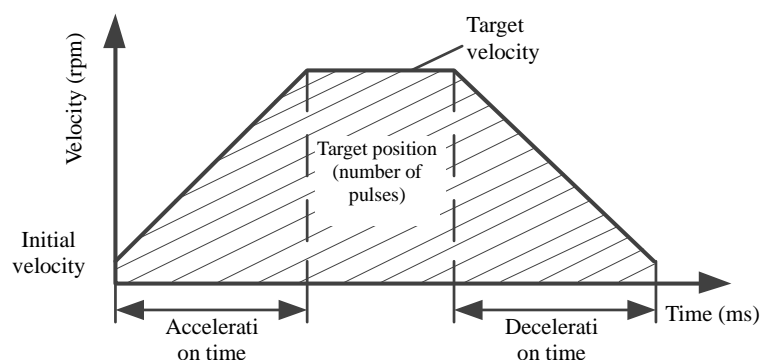 Target
velocity
Velocity (rpm)
Target position
(number of
pulses)
Initial
velocity
Time (ms)
Accelerati
on time
Decelerati
on time